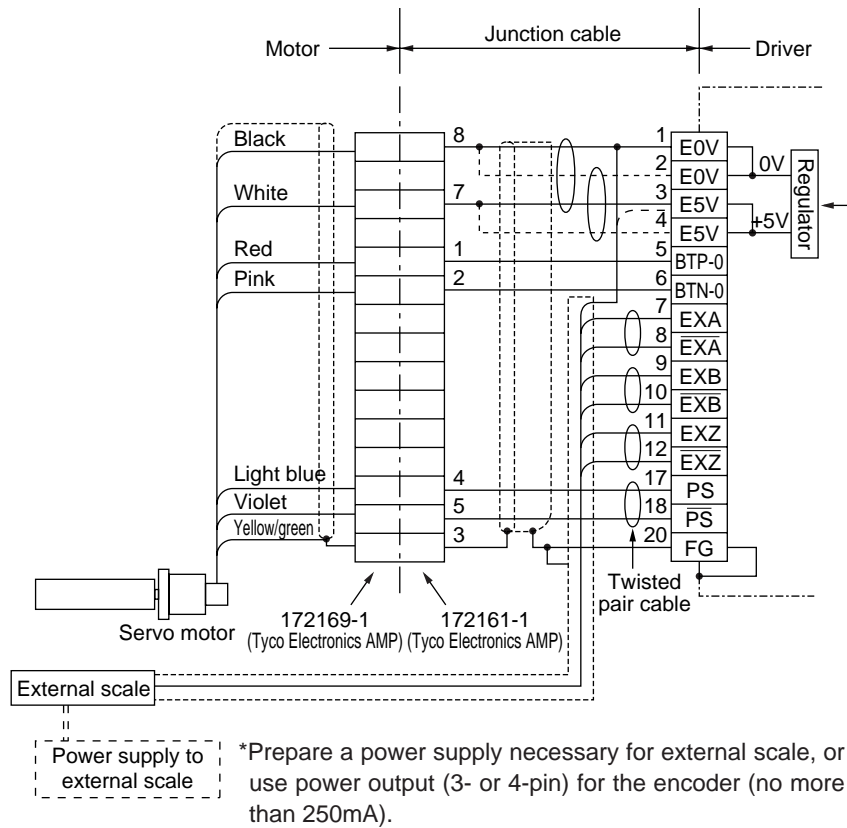 Motor
Junction cable
Driver
Black
8
1
E0V
2
E0V
0V
Regulator
White
7
3
E5V
4
E5V
+5V
Red
1
5
BTP-0
Pink
2
6
BTN-0
7
EXA
8
E̅X̅A̅
9
EXB
10
E̅X̅B̅
11
EXZ
12
E̅X̅Z̅
Light blue
4
17
PS
Violet
5
18
P̅S̅
Yellow/green
3
20
FG
Twisted
pair cable
172169-1
(Tyco Electronics AMP)
172161-1
(Tyco Electronics AMP)
Servo motor
External scale
Power supply to
external scale
*Prepare a power supply necessary for external scale, or
use power output (3- or 4-pin) for the encoder (no more
than 250mA).